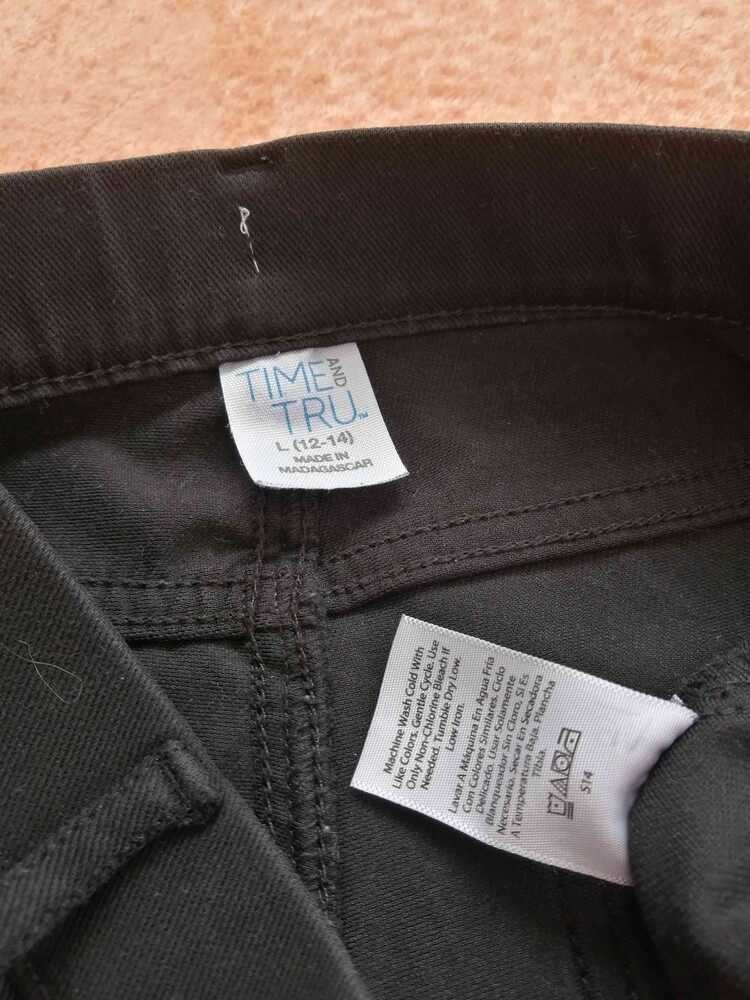 TIME AND
TRU™
L (12-14)
MADE IN
MADAGASCAR
Machine Wash Cold With
Like Colors. Gentle Cycle. Use
Only Non-Chlorine Bleach If
Needed. Tumble Dry Low.
Low Iron.
Lavar A Máquina En Agua Fría
Con Colores Similares. Ciclo
Delicado. Usar Solamente
Blanqueador Sin Cloro, Si Es
Necesario. Secar En Secadora
A Temperatura Baja. Plancha
Tibia.
S14